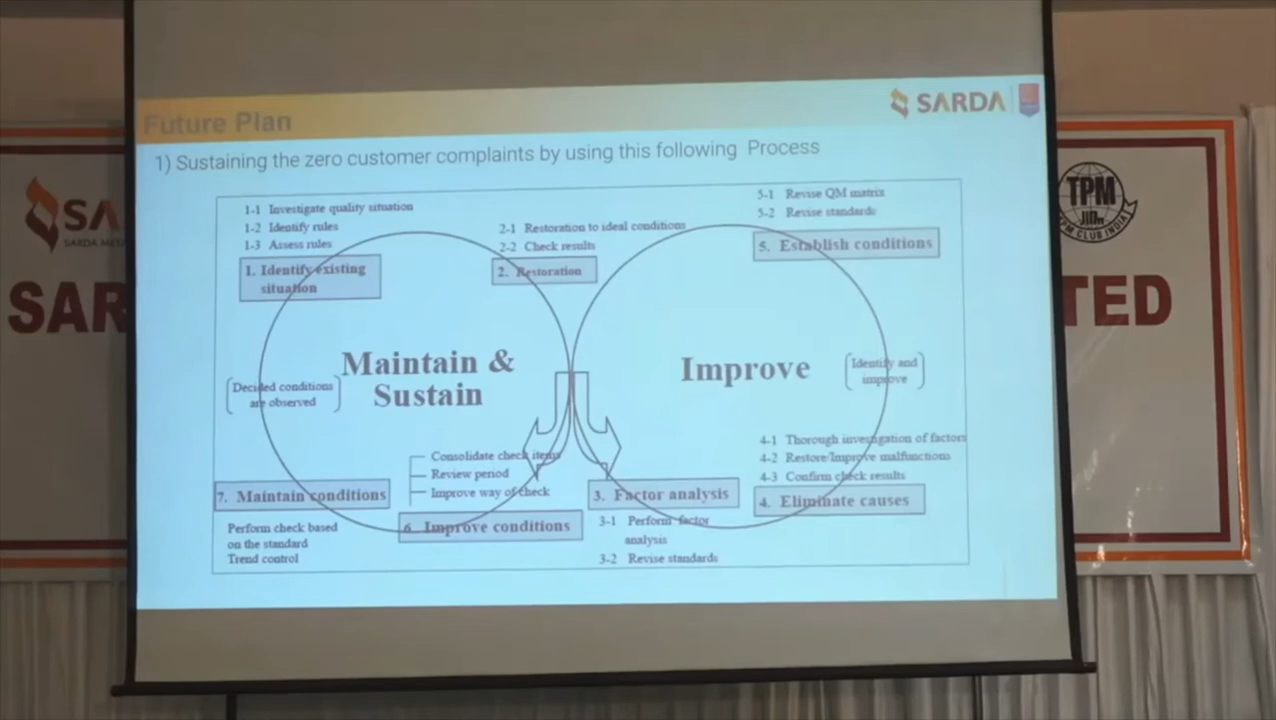 Future Plan
SARDA
1) Sustaining the zero customer complaints by using this following Process
1-1 Investigate quality situation
1-2 Identify rules
1-3 Assess rules
1. Identify existing
situation
2-1 Restoration to ideal conditions
2-2 Check results
2. Restoration
5-1 Revise QM matrix
5-2 Revise standards
5. Establish conditions
Maintain &
Sustain
Improve
Decided conditions
are observed
Identify and
improve
Consolidate check items
Review period
Improve way of check
4-1 Thorough investigation of factors
4-2 Restore/Improve malfunctions
4-3 Confirm check results
7. Maintain conditions
6. Improve conditions
3. Factor analysis
4. Eliminate causes
Perform check based
on the standard
Trend control
3-1 Perform factor
analysis
3-2 Revise standards
SA
SARDA MET
SAR
TPM
JIPM
TPM CLUB INDIA
TED